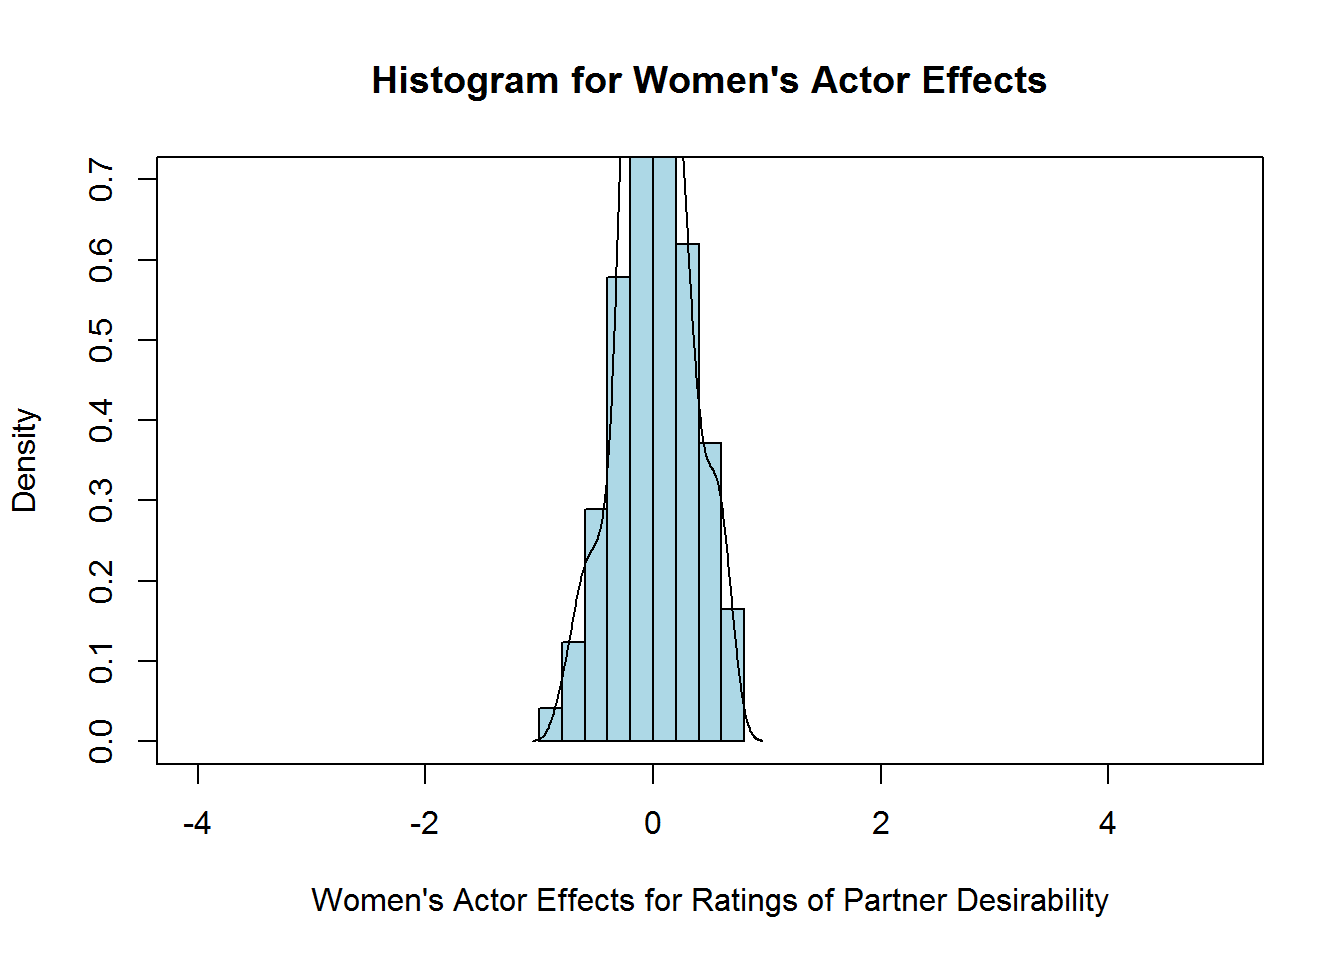 Histogram for Women's Actor Effects
Density
0.7
0.6
0.5
0.4
0.3
0.2
0.1
0.0
-4 -2 0 2 4
Women's Actor Effects for Ratings of Partner Desirability